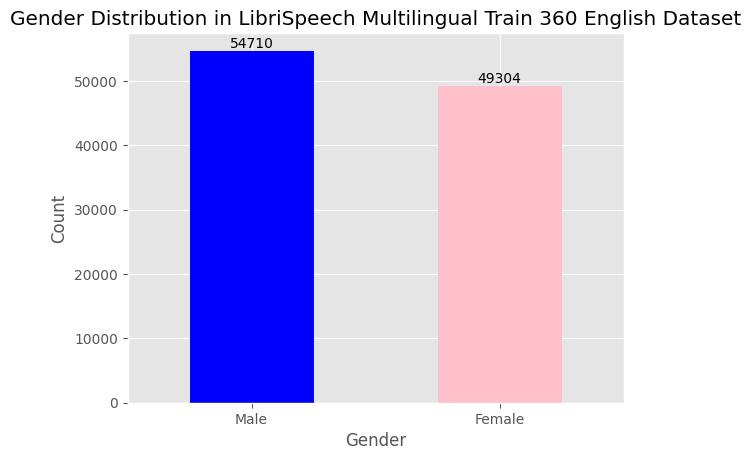 Gender Distribution in LibriSpeech Multilingual Train 360 English Dataset
54710
49304
50000
40000
30000
20000
10000
0
Count
Male
Female
Gender